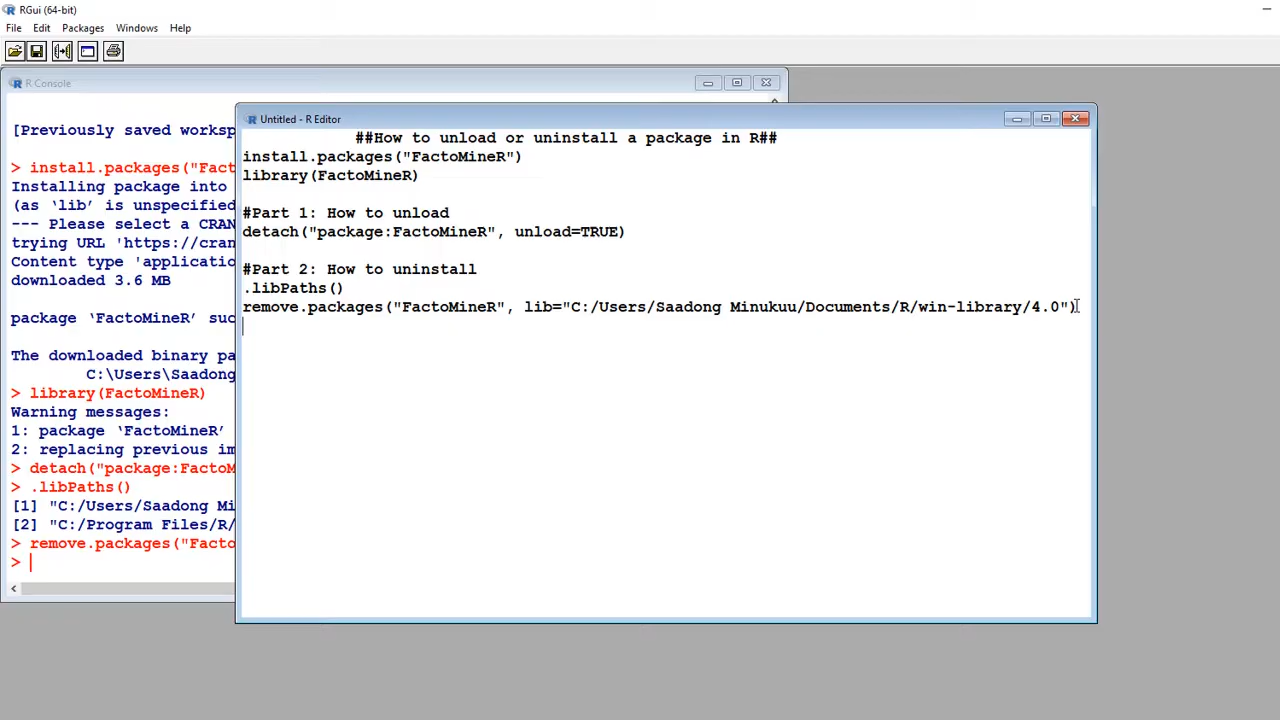 RGui (64-bit)
File Edit Packages Windows Help
R Console
[Previously saved worksp
> install.packages("Fact
Installing package into
(as ‘lib’ is unspecified
--- Please select a CRAN
trying URL 'https://cran
Content type 'applicatio
downloaded 3.6 MB
package ‘FactoMineR’ suc
The downloaded binary pa
C:\Users\Saadong
> library(FactoMineR)
Warning messages:
1: package ‘FactoMineR’
2: replacing previous im
> detach("package:FactoM
> .libPaths()
[1] "C:/Users/Saadong Mi
[2] "C:/Program Files/R/
> remove.packages("Facto
>
Untitled - R Editor
##How to unload or uninstall a package in R##
install.packages("FactoMineR")
library(FactoMineR)
#Part 1: How to unload
detach("package:FactoMineR", unload=TRUE)
#Part 2: How to uninstall
.libPaths()
remove.packages("FactoMineR", lib="C:/Users/Saadong Minukuu/Documents/R/win-library/4.0")